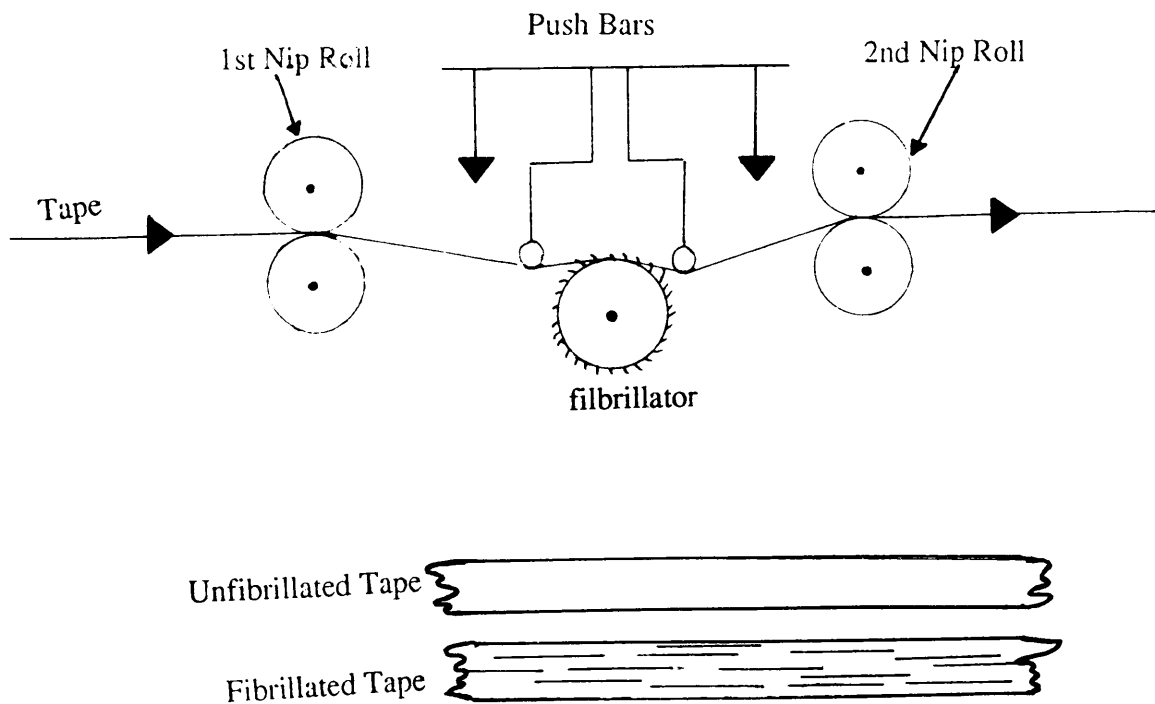 Push Bars
1st Nip Roll
2nd Nip Roll
Tape
filbrillator
Unfibrillated Tape
Fibrillated Tape